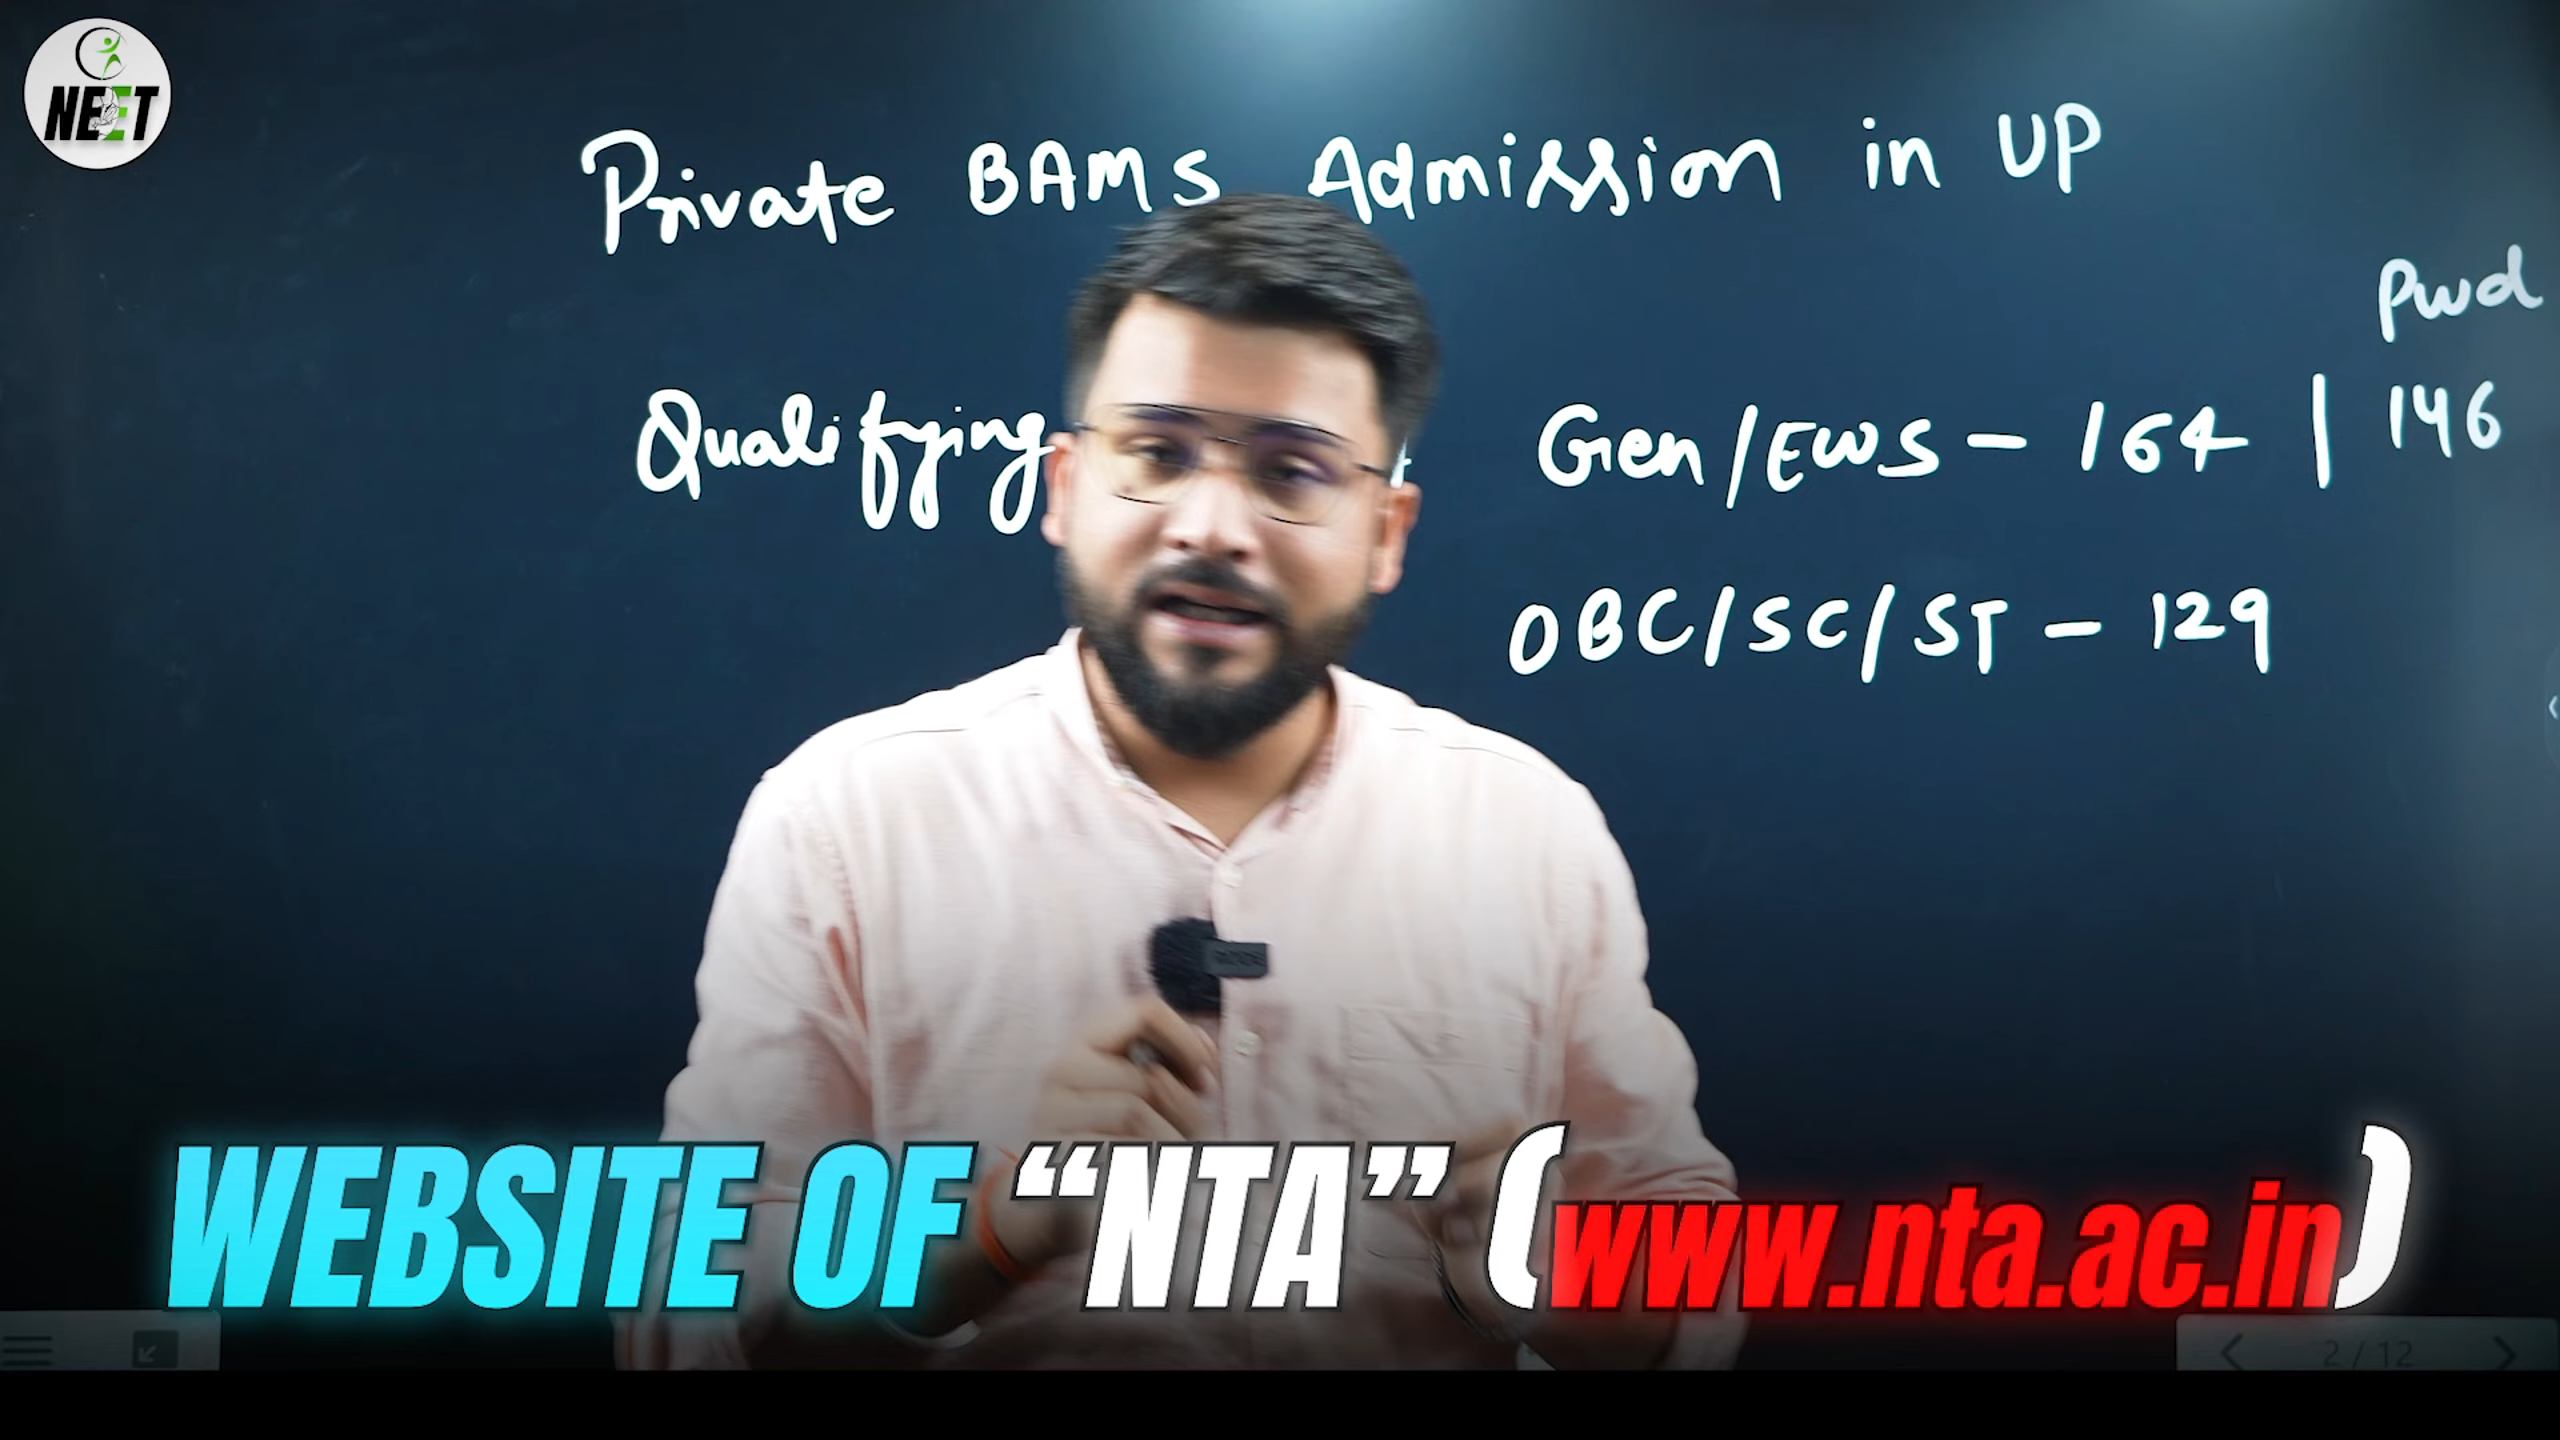 NEET
Private BAMS Admission in UP
Pwd
Qualifying Gen/EWS - 164 | 146
OBC/SC/ST - 129
WEBSITE OF “NTA” (www.nta.ac.in)
2 / 12